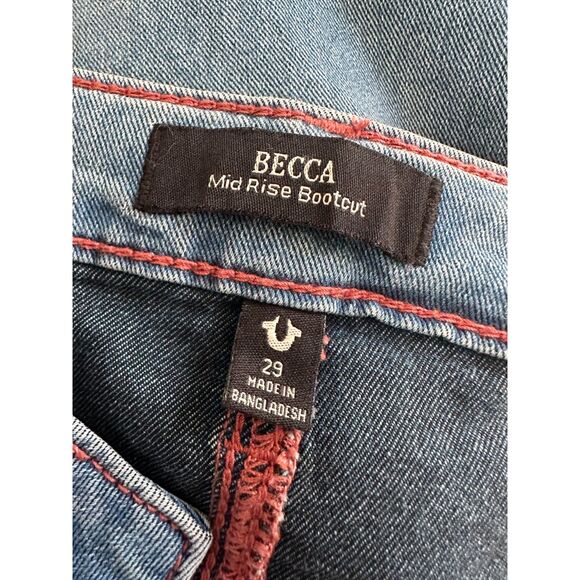 BECCA
Mid Rise Bootcut
29
MADE IN
BANGLADESH